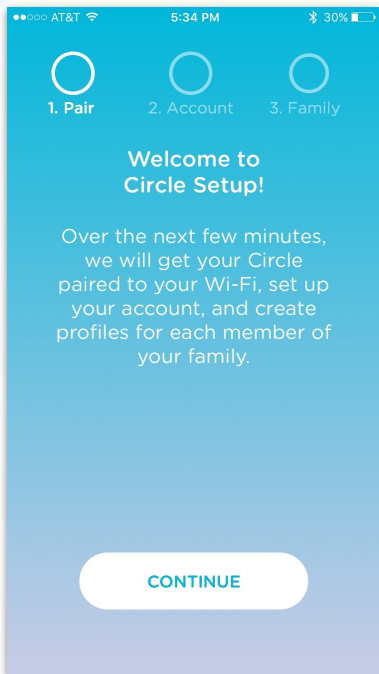 AT&T 5:34 PM 30%
1. Pair 2. Account 3. Family
Welcome to
Circle Setup!
Over the next few minutes,
we will get your Circle
paired to your Wi-Fi, set up
your account, and create
profiles for each member of
your family.
CONTINUE